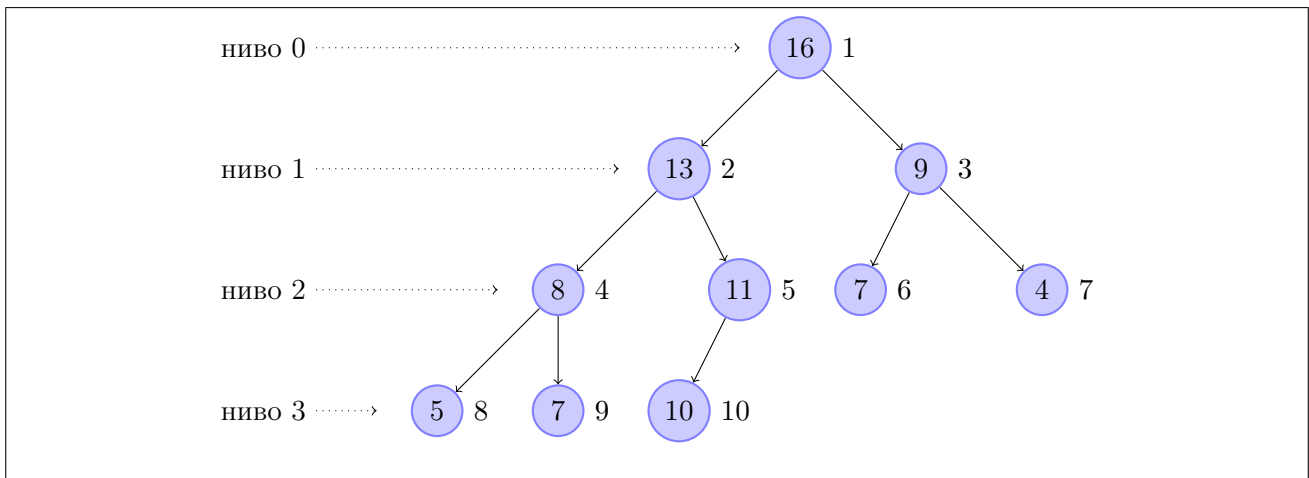 ниво 0 16 1
ниво 1 13 2 9 3
ниво 2 8 4 11 5 7 6 4 7
ниво 3 5 8 7 9 10 10